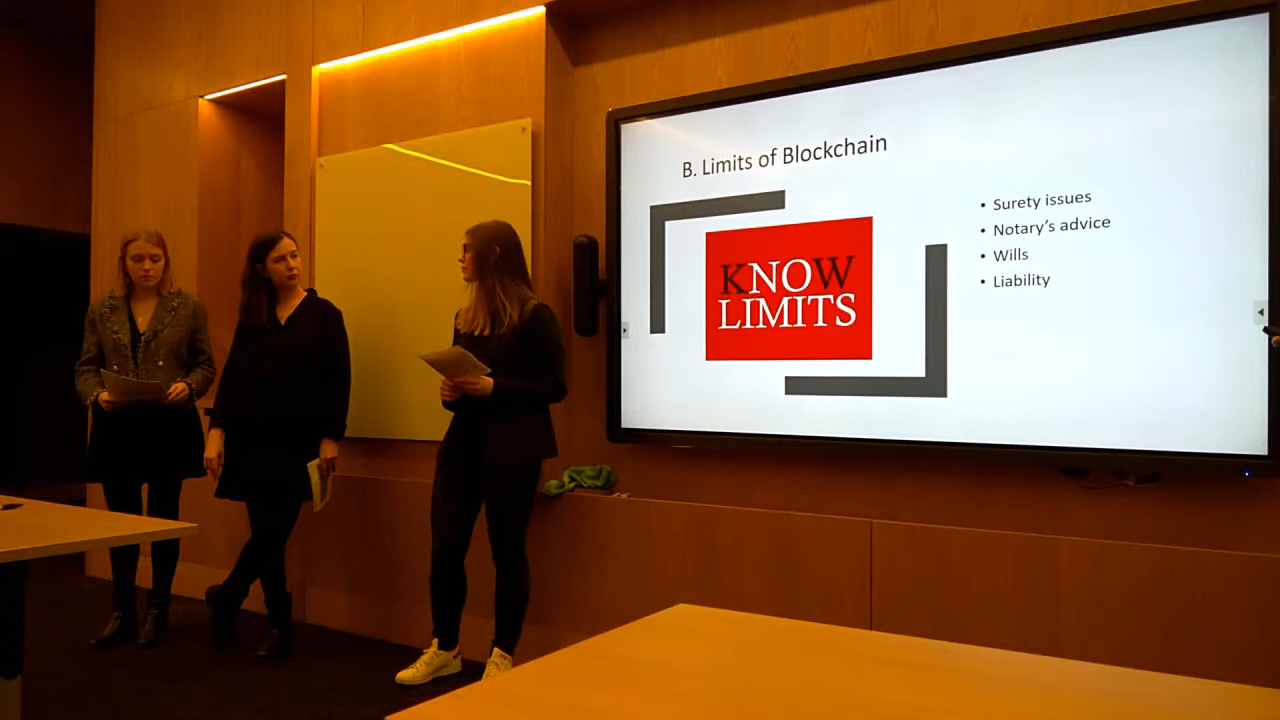 B. Limits of Blockchain
KNOW
LIMITS
• Surety issues
• Notary's advice
• Wills
• Liability